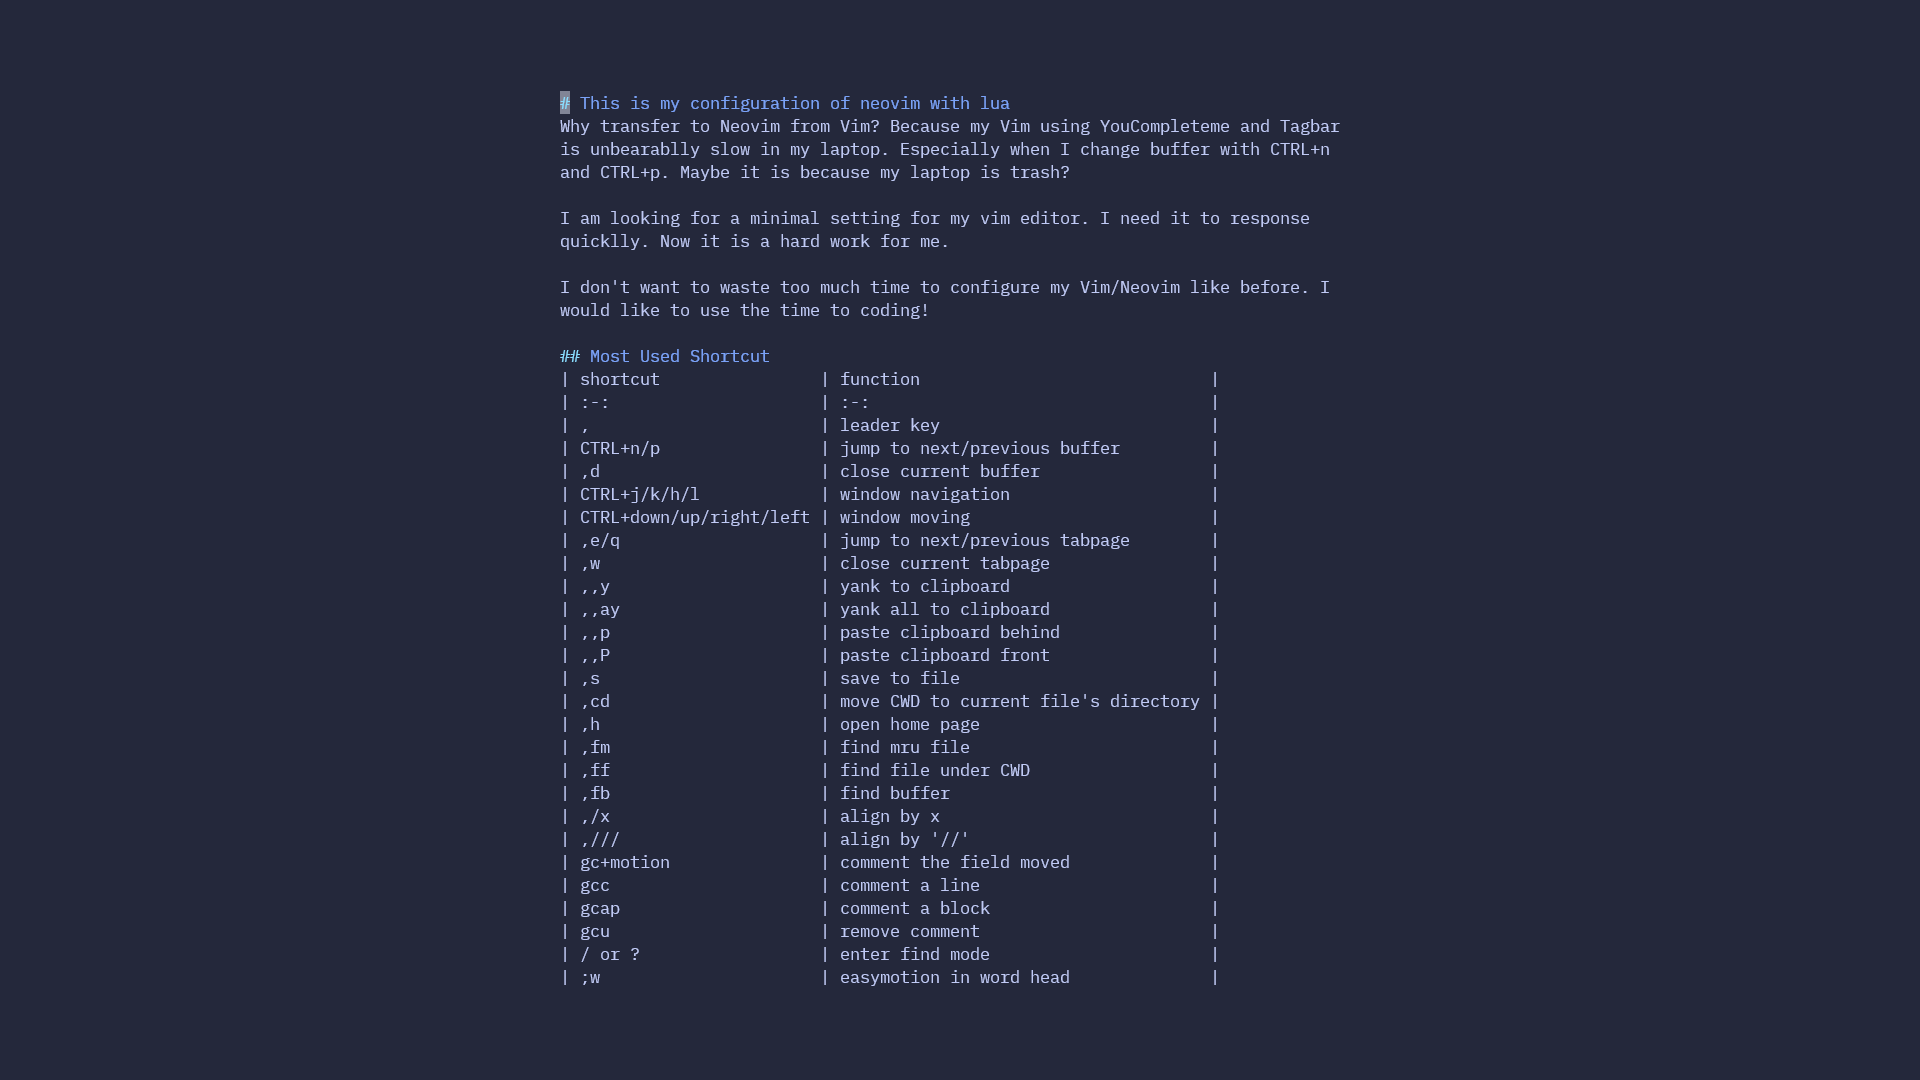 # This is my configuration of neovim with lua
Why transfer to Neovim from Vim? Because my Vim using YouCompleteme and Tagbar
is unbearablly slow in my laptop. Especially when I change buffer with CTRL+n
and CTRL+p. Maybe it is because my laptop is trash?

I am looking for a minimal setting for my vim editor. I need it to response
quicklly. Now it is a hard work for me.

I don't want to waste too much time to configure my Vim/Neovim like before. I
would like to use the time to coding!

## Most Used Shortcut
| shortcut                | function                             |
| :-:                     | :-:                                  |
| ,                       | leader key                           |
| CTRL+n/p                | jump to next/previous buffer         |
| ,d                      | close current buffer                 |
| CTRL+j/k/h/l            | window navigation                    |
| CTRL+down/up/right/left | window moving                        |
| ,e/q                    | jump to next/previous tabpage        |
| ,w                      | close current tabpage                |
| ,,y                     | yank to clipboard                    |
| ,,ay                    | yank all to clipboard                |
| ,,p                     | paste clipboard behind               |
| ,,P                     | paste clipboard front                |
| ,s                      | save to file                         |
| ,cd                     | move CWD to current file's directory |
| ,h                      | open home page                       |
| ,fm                     | find mru file                        |
| ,ff                     | find file under CWD                  |
| ,fb                     | find buffer                          |
| ,/x                     | align by x                           |
| ,///                    | align by '//'                        |
| gc+motion               | comment the field moved              |
| gcc                     | comment a line                       |
| gcap                    | comment a block                      |
| gcu                     | remove comment                       |
| / or ?                  | enter find mode                      |
| ;w                      | easymotion in word head              |